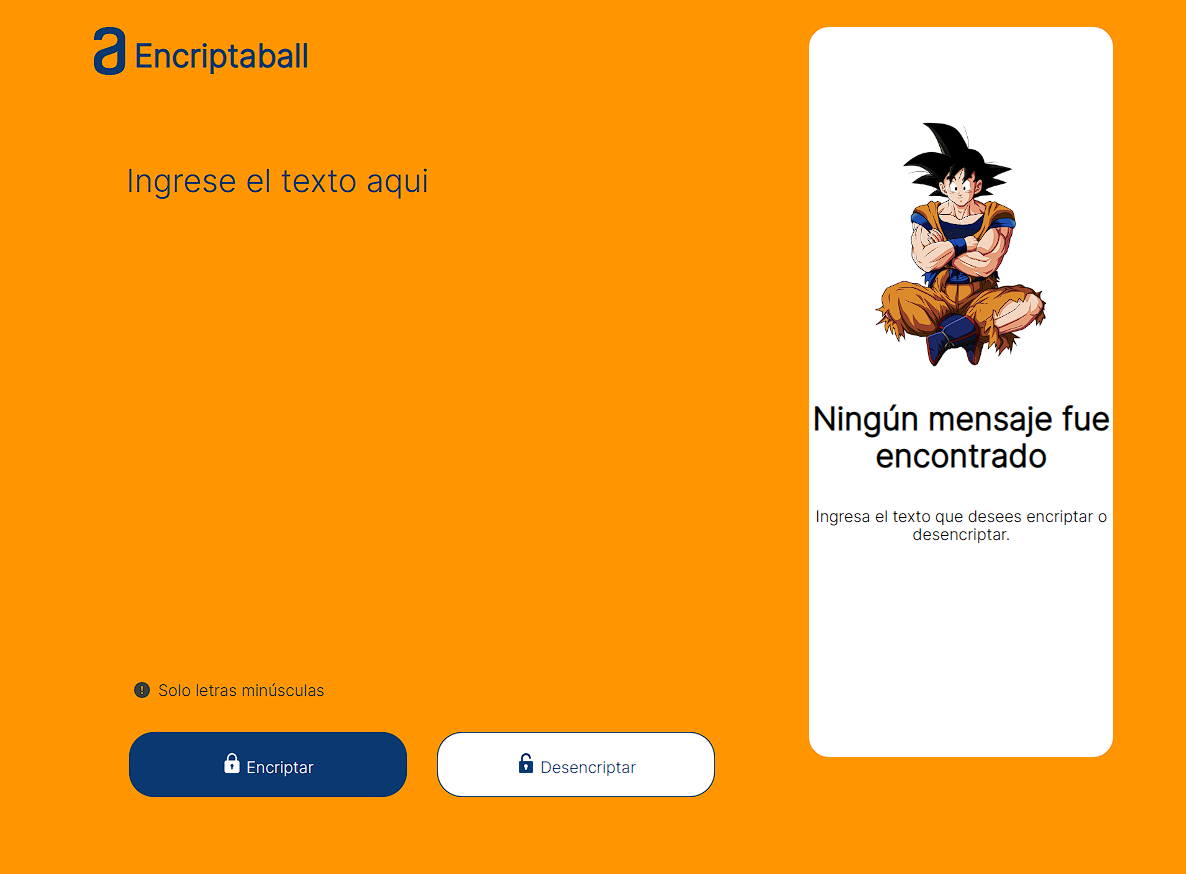 a Encriptaball
Ingrese el texto aqui
Solo letras minúsculas
Encriptar
Desencriptar
Ningún mensaje fue
encontrado
Ingresa el texto que desees encriptar o
desencriptar.